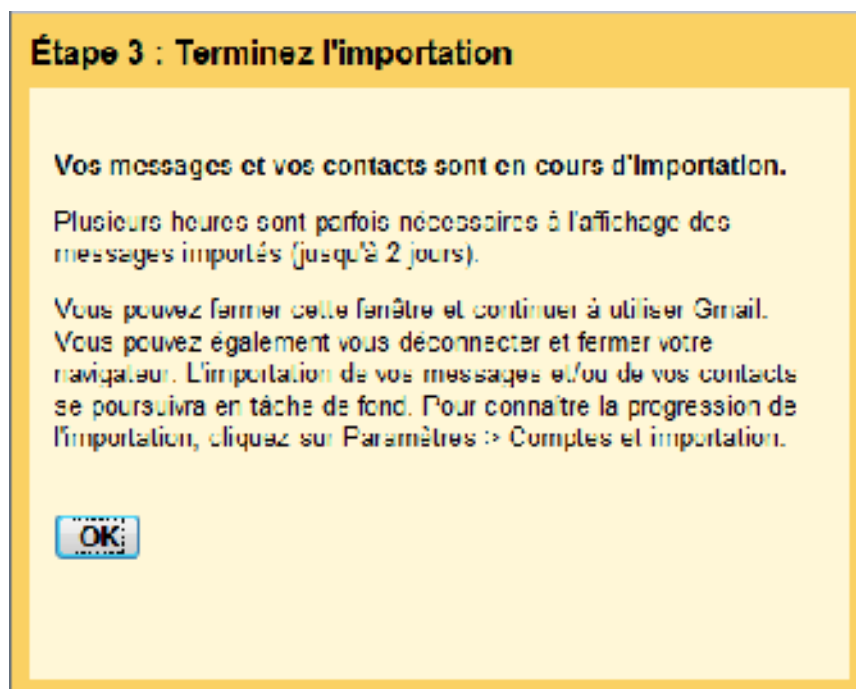 Étape 3 : Terminez l'importation
Vos messages et vos contacts sont en cours d'importation.
Plusieurs heures sont parfois nécessaires à l'affichage des
messages importés (jusqu'à 2 jours).
Vous pouvez fermer cette fenêtre et continuer à utiliser Gmail.
Vous pouvez également vous déconnecter et fermer votre
navigateur. L'importation de vos messages et/ou de vos contacts
se poursuivra en tâche de fond. Pour connaître la progression de
l'importation, cliquez sur Paramètres > Comptes et importation.
OK